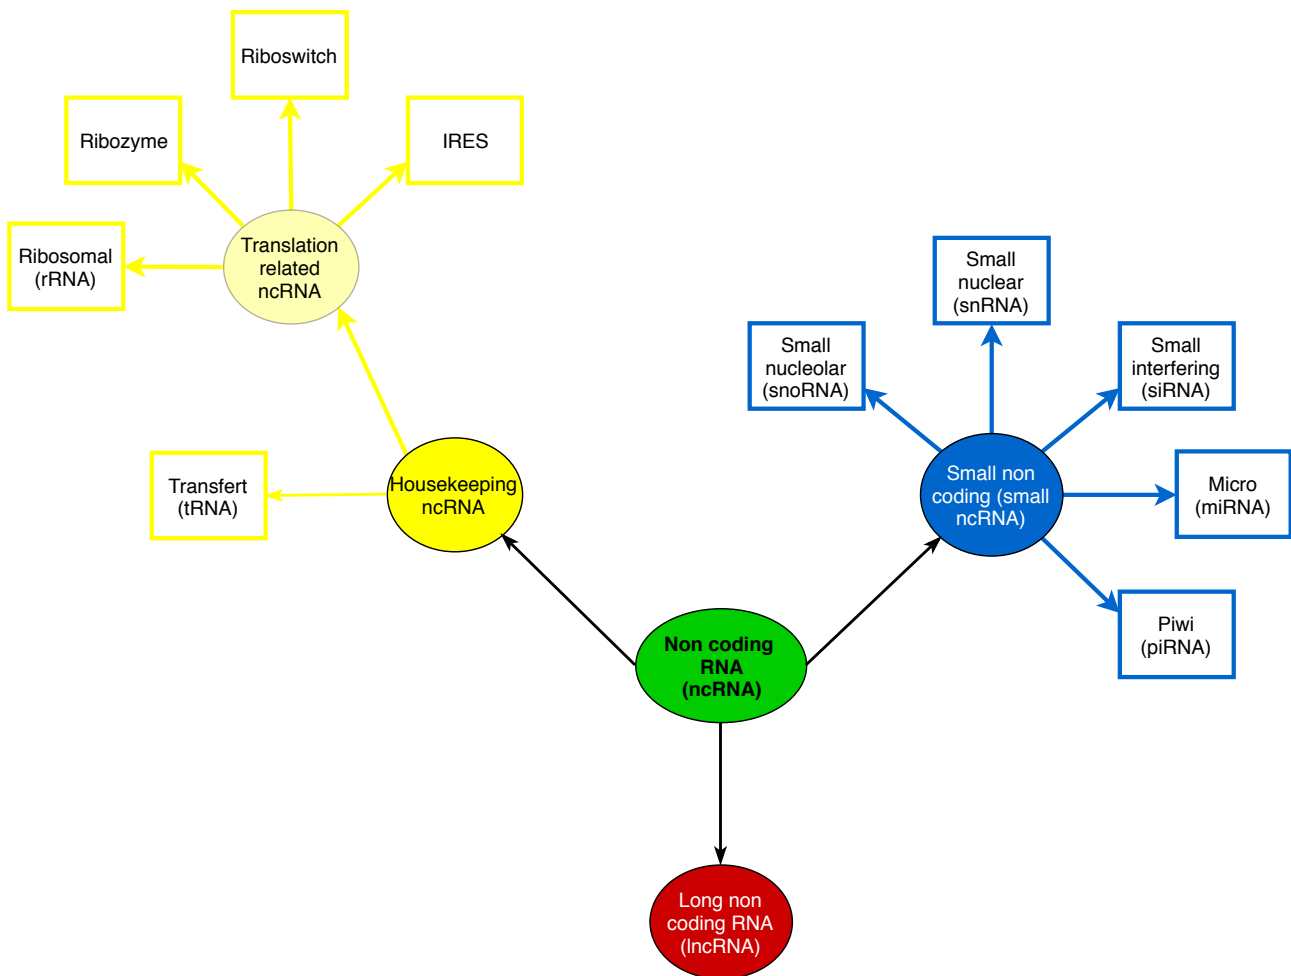 Riboswitch
Ribozyme
IRES
Ribosomal
(rRNA)
Translation
related
ncRNA
Small
nuclear
(snRNA)
Small
nucleolar
(snoRNA)
Small
interfering
(siRNA)
Transfert
(tRNA)
Housekeeping
ncRNA
Small non
coding (small
ncRNA)
Micro
(miRNA)
Non coding
RNA
(ncRNA)
Piwi
(piRNA)
Long non
coding RNA
(lncRNA)